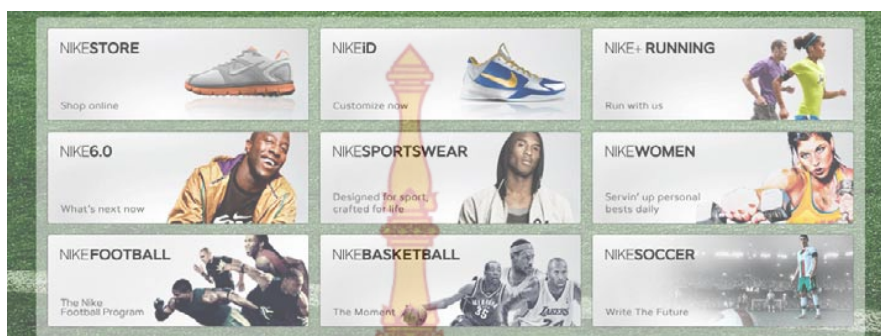 NIKESTORE
Shop online
NIKEiD
Customize now
NIKE+ RUNNING
Run with us
NIKE6.0
What's next now
NIKESPORTSWEAR
Designed for sport,
crafted for life
NIKEWOMEN
Servin' up personal
bests daily
NIKEFOOTBALL
The Nike
Football Program
NIKEBASKETBALL
The Moment
35
LAKERS
NIKESOCCER
Write The Future